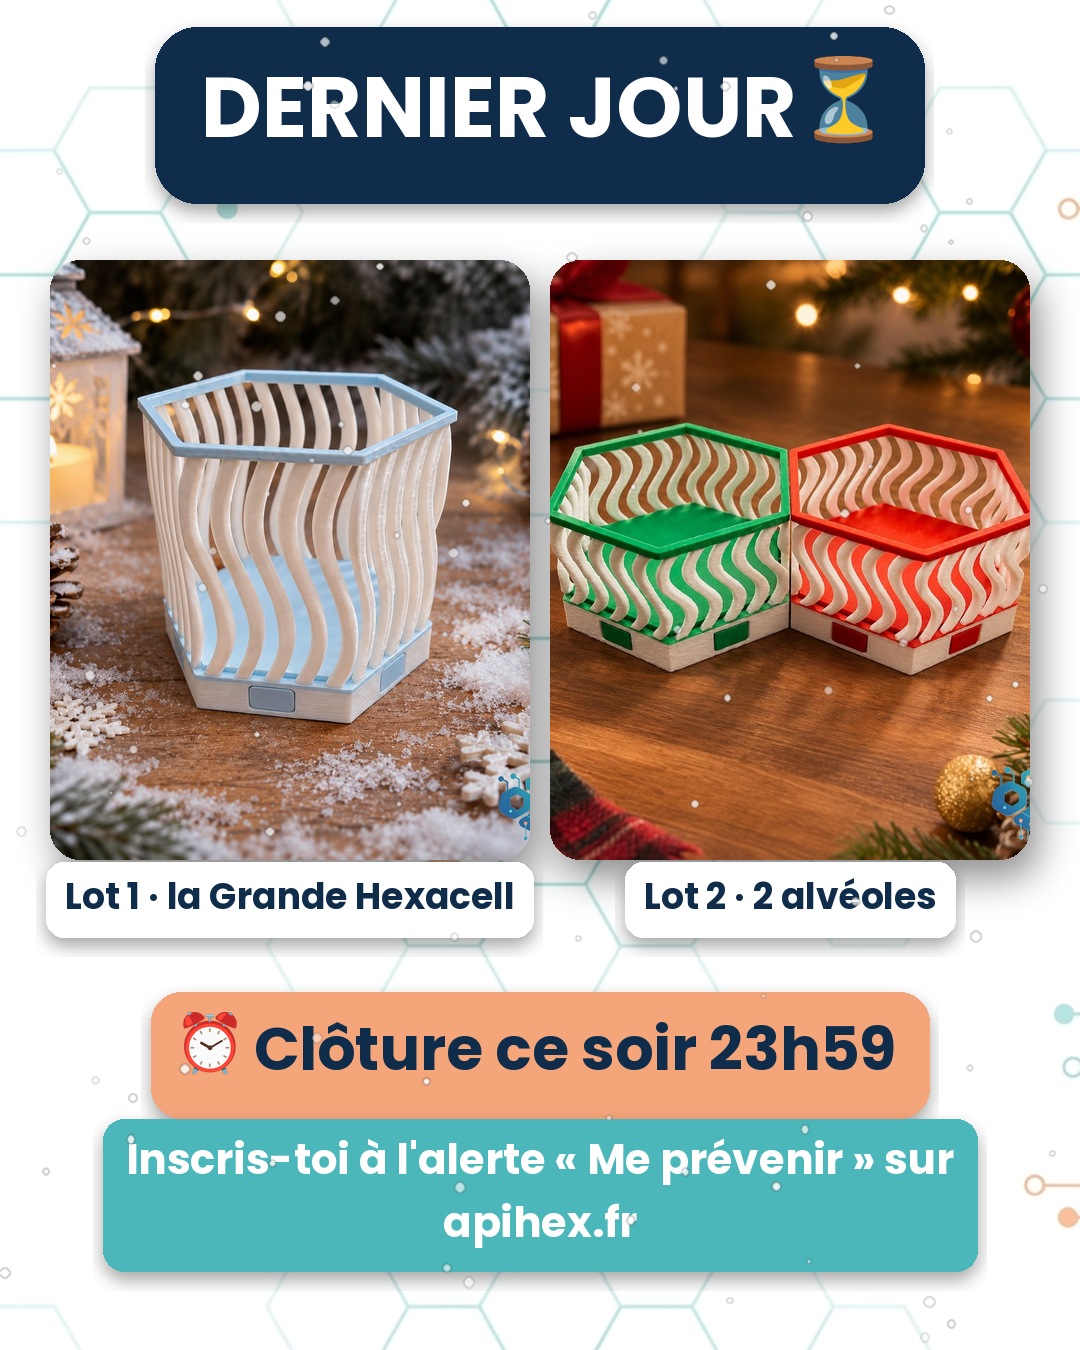 DERNIER JOUR⏳
Lot 1 · la Grande Hexacell
Lot 2 · 2 alvéoles
⏰ Clôture ce soir 23h59
Inscris-toi à l'alerte « Me prévenir » sur
apihex.fr